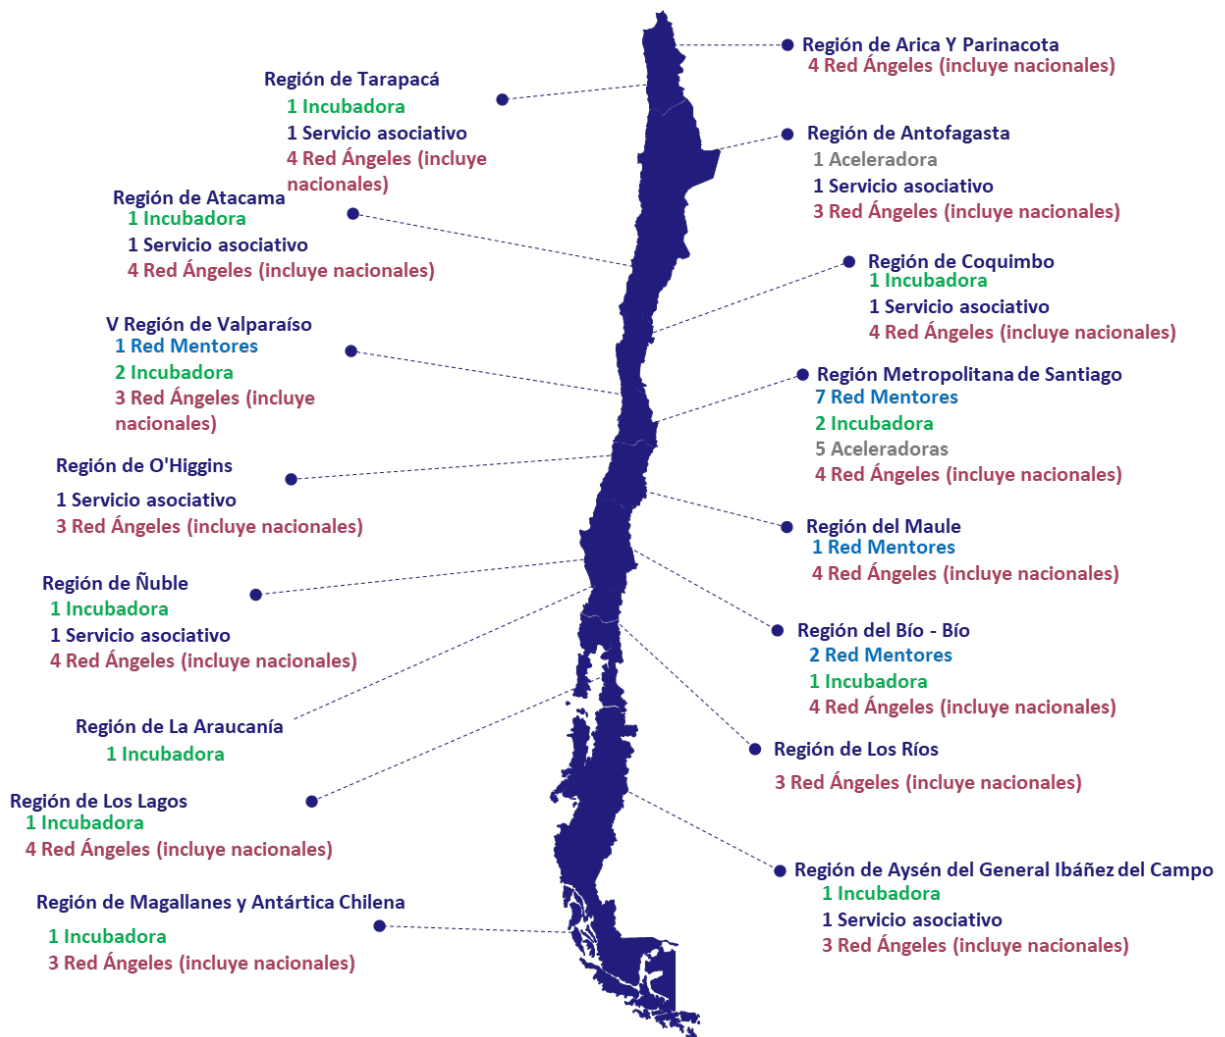 Región de Arica Y Parinacota
4 Red Ángeles (incluye nacionales)
Región de Tarapacá
1 Incubadora
1 Servicio asociativo
4 Red Ángeles (incluye
nacionales)
Región de Antofagasta
1 Aceleradora
1 Servicio asociativo
3 Red Ángeles (incluye nacionales)
Región de Atacama
1 Incubadora
1 Servicio asociativo
4 Red Ángeles (incluye nacionales)
Región de Coquimbo
1 Incubadora
1 Servicio asociativo
4 Red Ángeles (incluye nacionales)
V Región de Valparaíso
1 Red Mentores
2 Incubadora
3 Red Ángeles (incluye
nacionales)
Región Metropolitana de Santiago
7 Red Mentores
2 Incubadora
5 Aceleradoras
4 Red Ángeles (incluye nacionales)
Región de O'Higgins
1 Servicio asociativo
3 Red Ángeles (incluye nacionales)
Región del Maule
1 Red Mentores
4 Red Ángeles (incluye nacionales)
Región de Ñuble
1 Incubadora
1 Servicio asociativo
4 Red Ángeles (incluye nacionales)
Región del Bío - Bío
2 Red Mentores
1 Incubadora
4 Red Ángeles (incluye nacionales)
Región de La Araucanía
1 Incubadora
Región de Los Ríos
3 Red Ángeles (incluye nacionales)
Región de Los Lagos
1 Incubadora
4 Red Ángeles (incluye nacionales)
Región de Aysén del General Ibáñez del Campo
1 Incubadora
1 Servicio asociativo
3 Red Ángeles (incluye nacionales)
Región de Magallanes y Antártica Chilena
1 Incubadora
3 Red Ángeles (incluye nacionales)